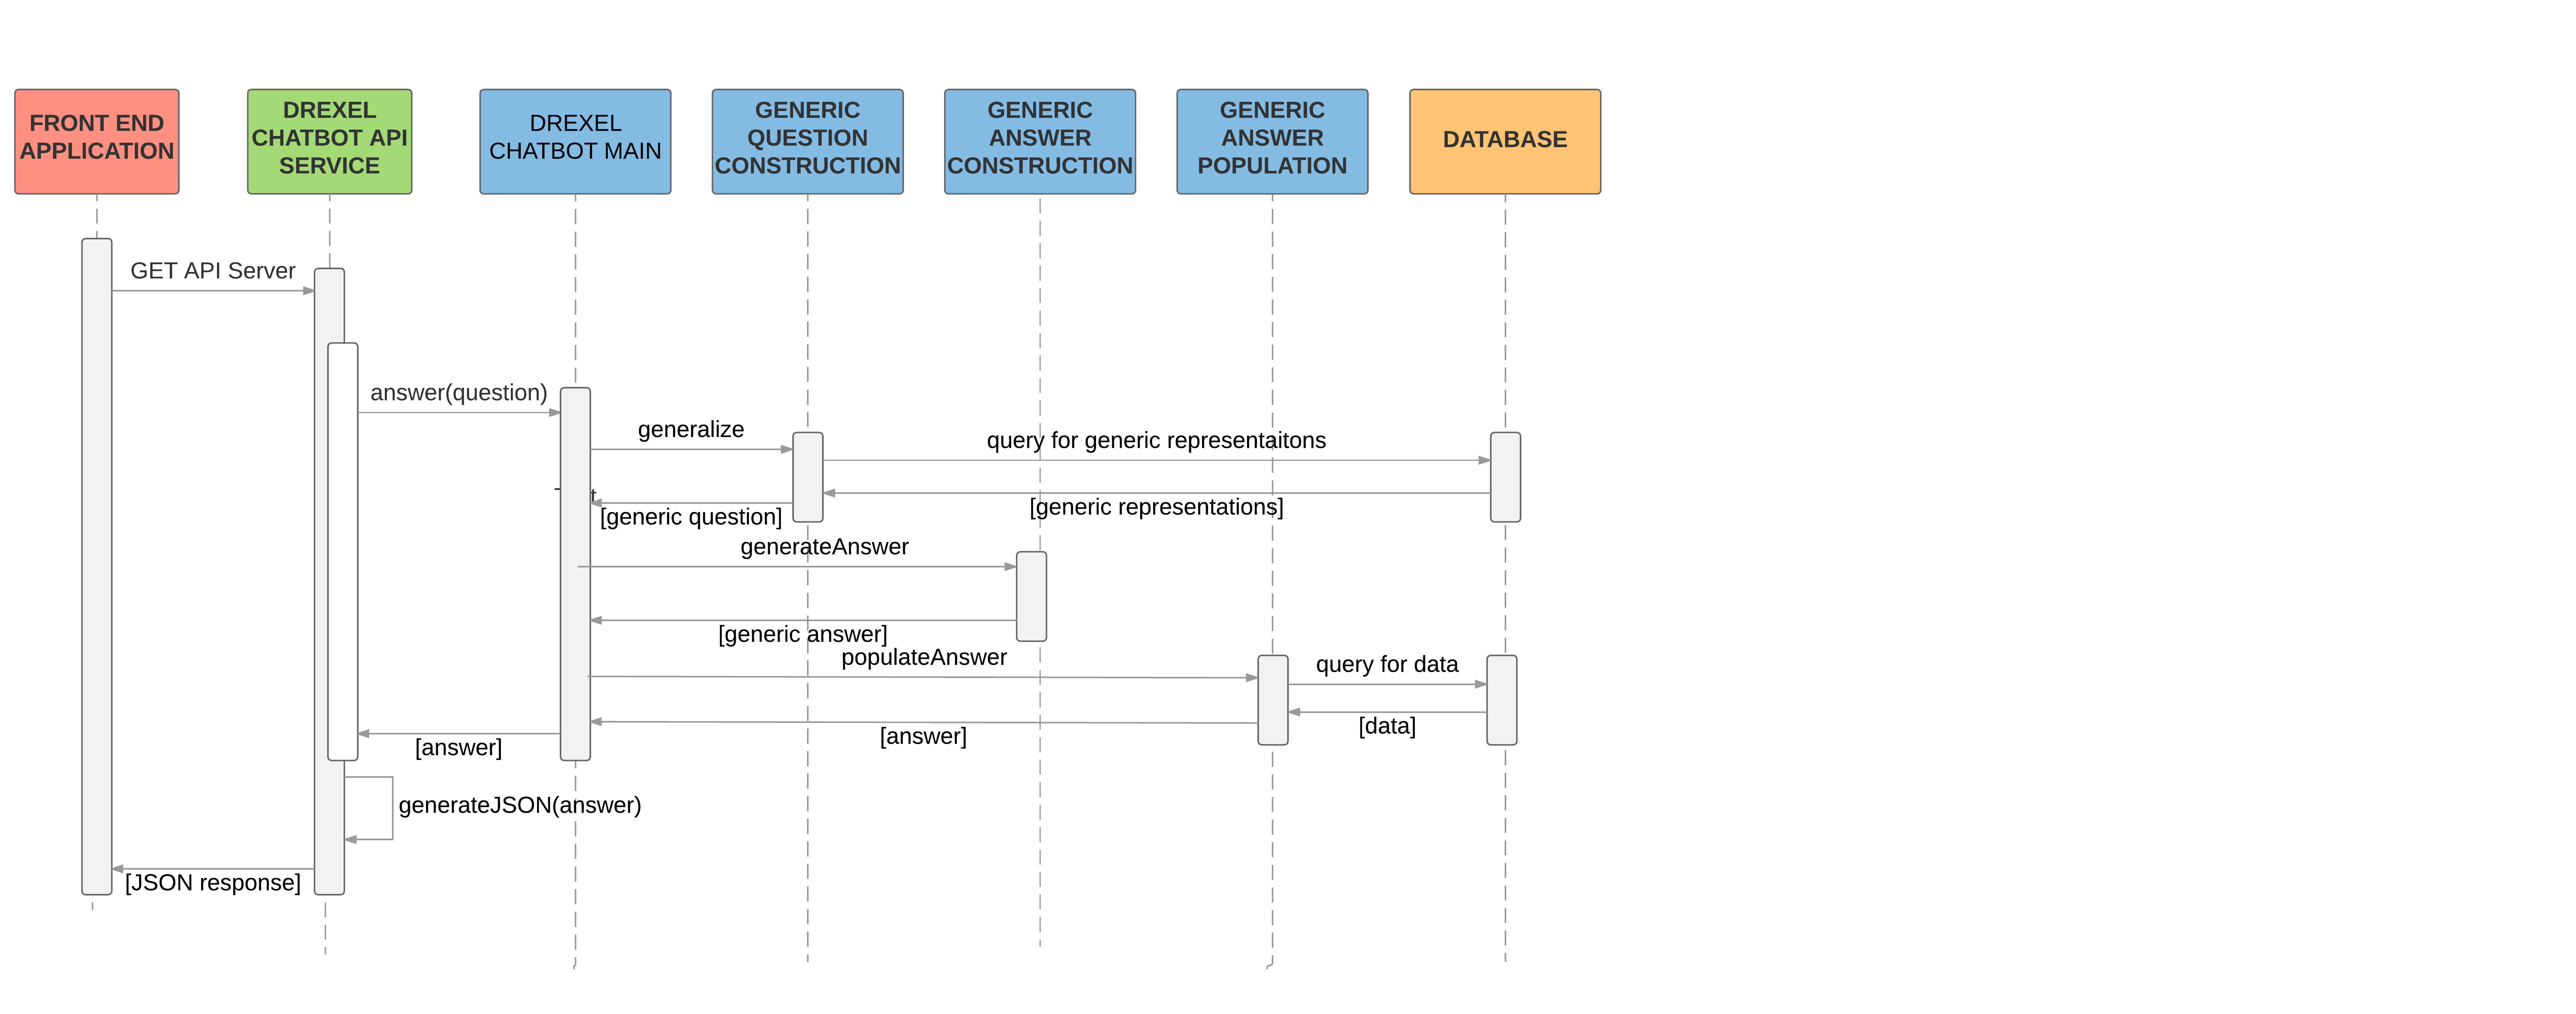 FRONT END
APPLICATION
DREXEL
CHATBOT API
SERVICE
DREXEL
CHATBOT MAIN
GENERIC
QUESTION
CONSTRUCTION
GENERIC
ANSWER
CONSTRUCTION
GENERIC
ANSWER
POPULATION
DATABASE
GET API Server
answer(question)
generalize
query for generic representaitons
[generic representations]
[generic question]
generateAnswer
[generic answer]
populateAnswer
query for data
[data]
[answer]
[answer]
generateJSON(answer)
[JSON response]